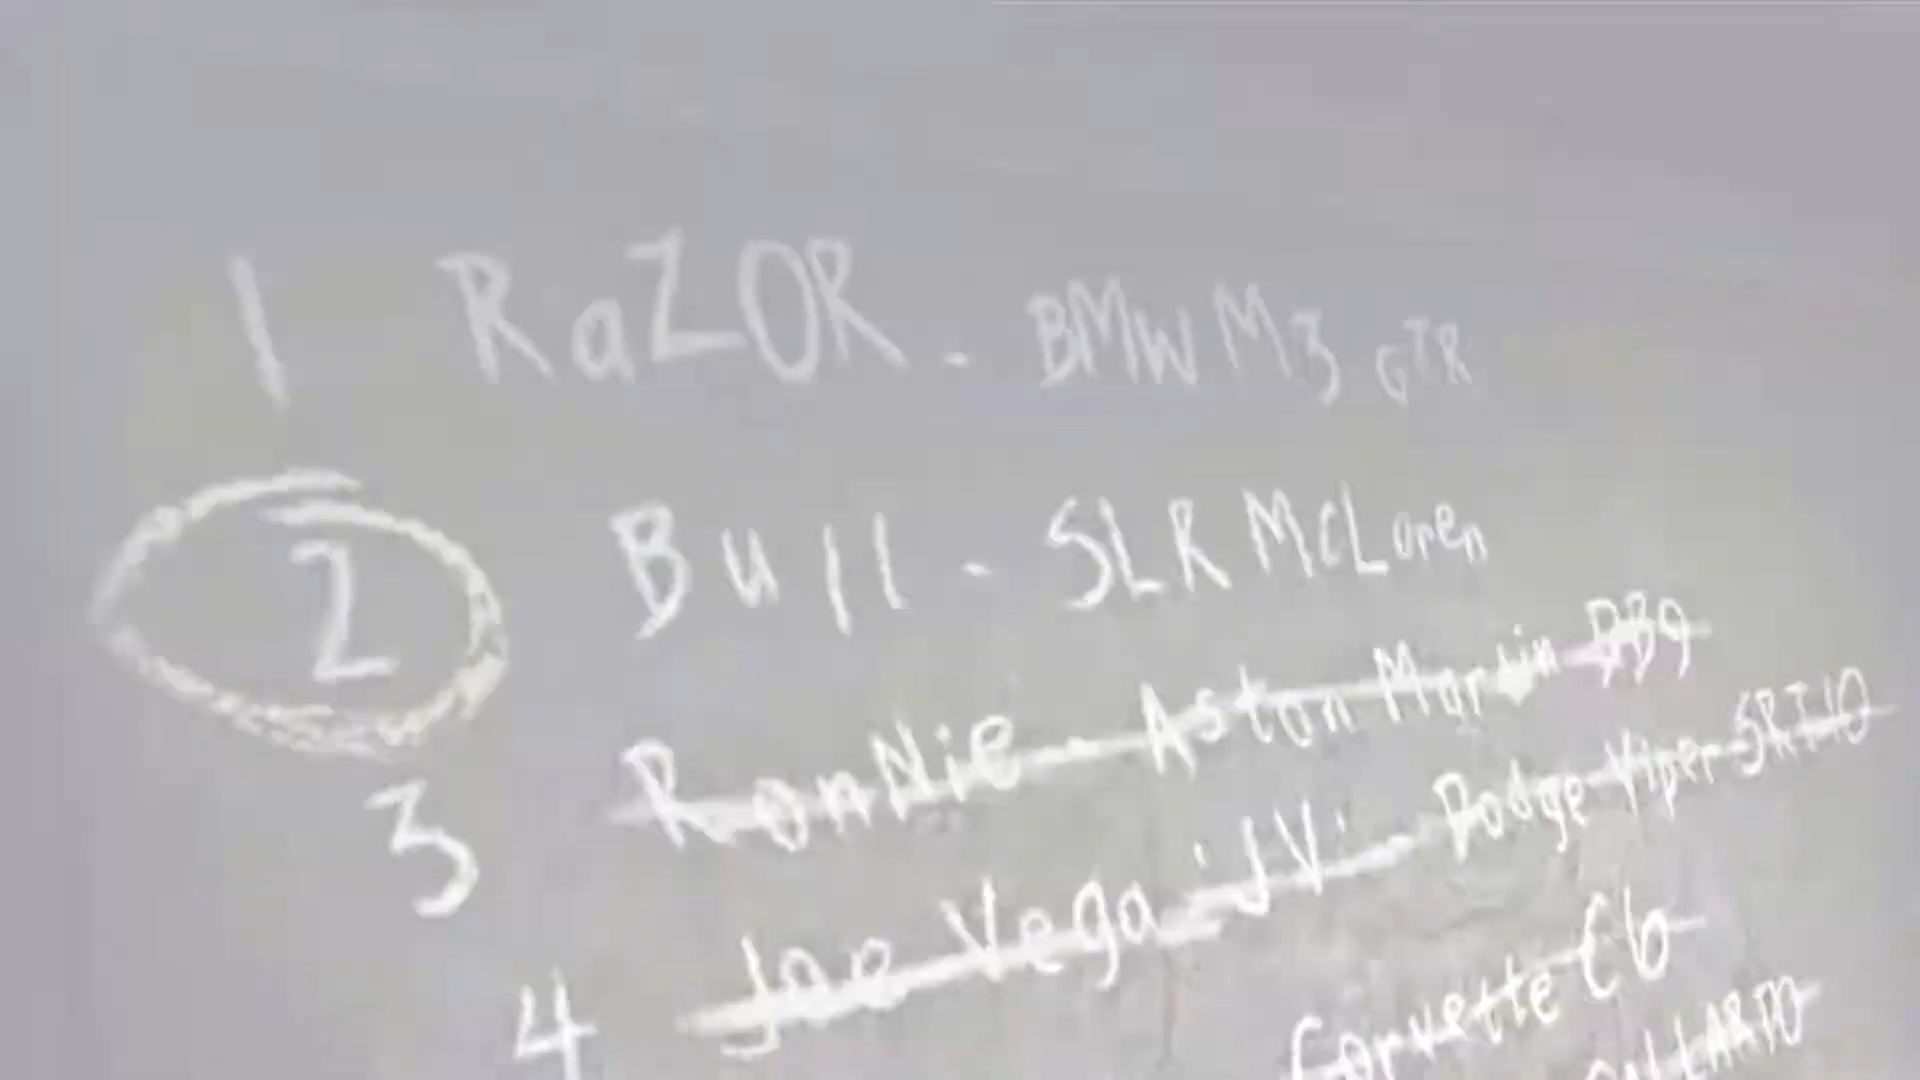 1 RaZOR - BMW M3 GTR
2 Bull - SLR McLaren
3 RonNie - Aston Martin DB9
4 Joe Vega 'JV' - Dodge Viper SRT10
Corvette C6
GALLARDO